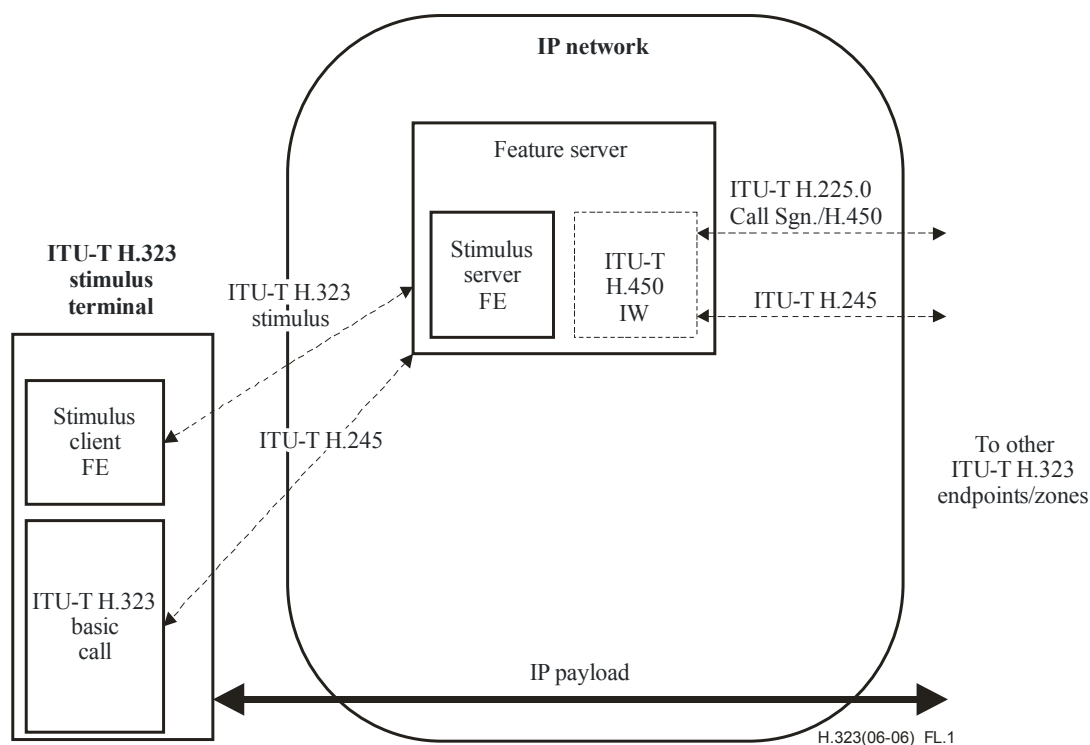 IP network
Feature server
ITU-T H.225.0
Call Sgn./H.450
Stimulus
server
FE
ITU-T
H.450
IW
ITU-T H.323
stimulus
terminal
ITU-T H.323
stimulus
ITU-T H.245
Stimulus
client
FE
ITU-T H.245
To other
ITU-T H.323
endpoints/zones
ITU-T H.323
basic
call
IP payload
H.323(06-06)_FL.1